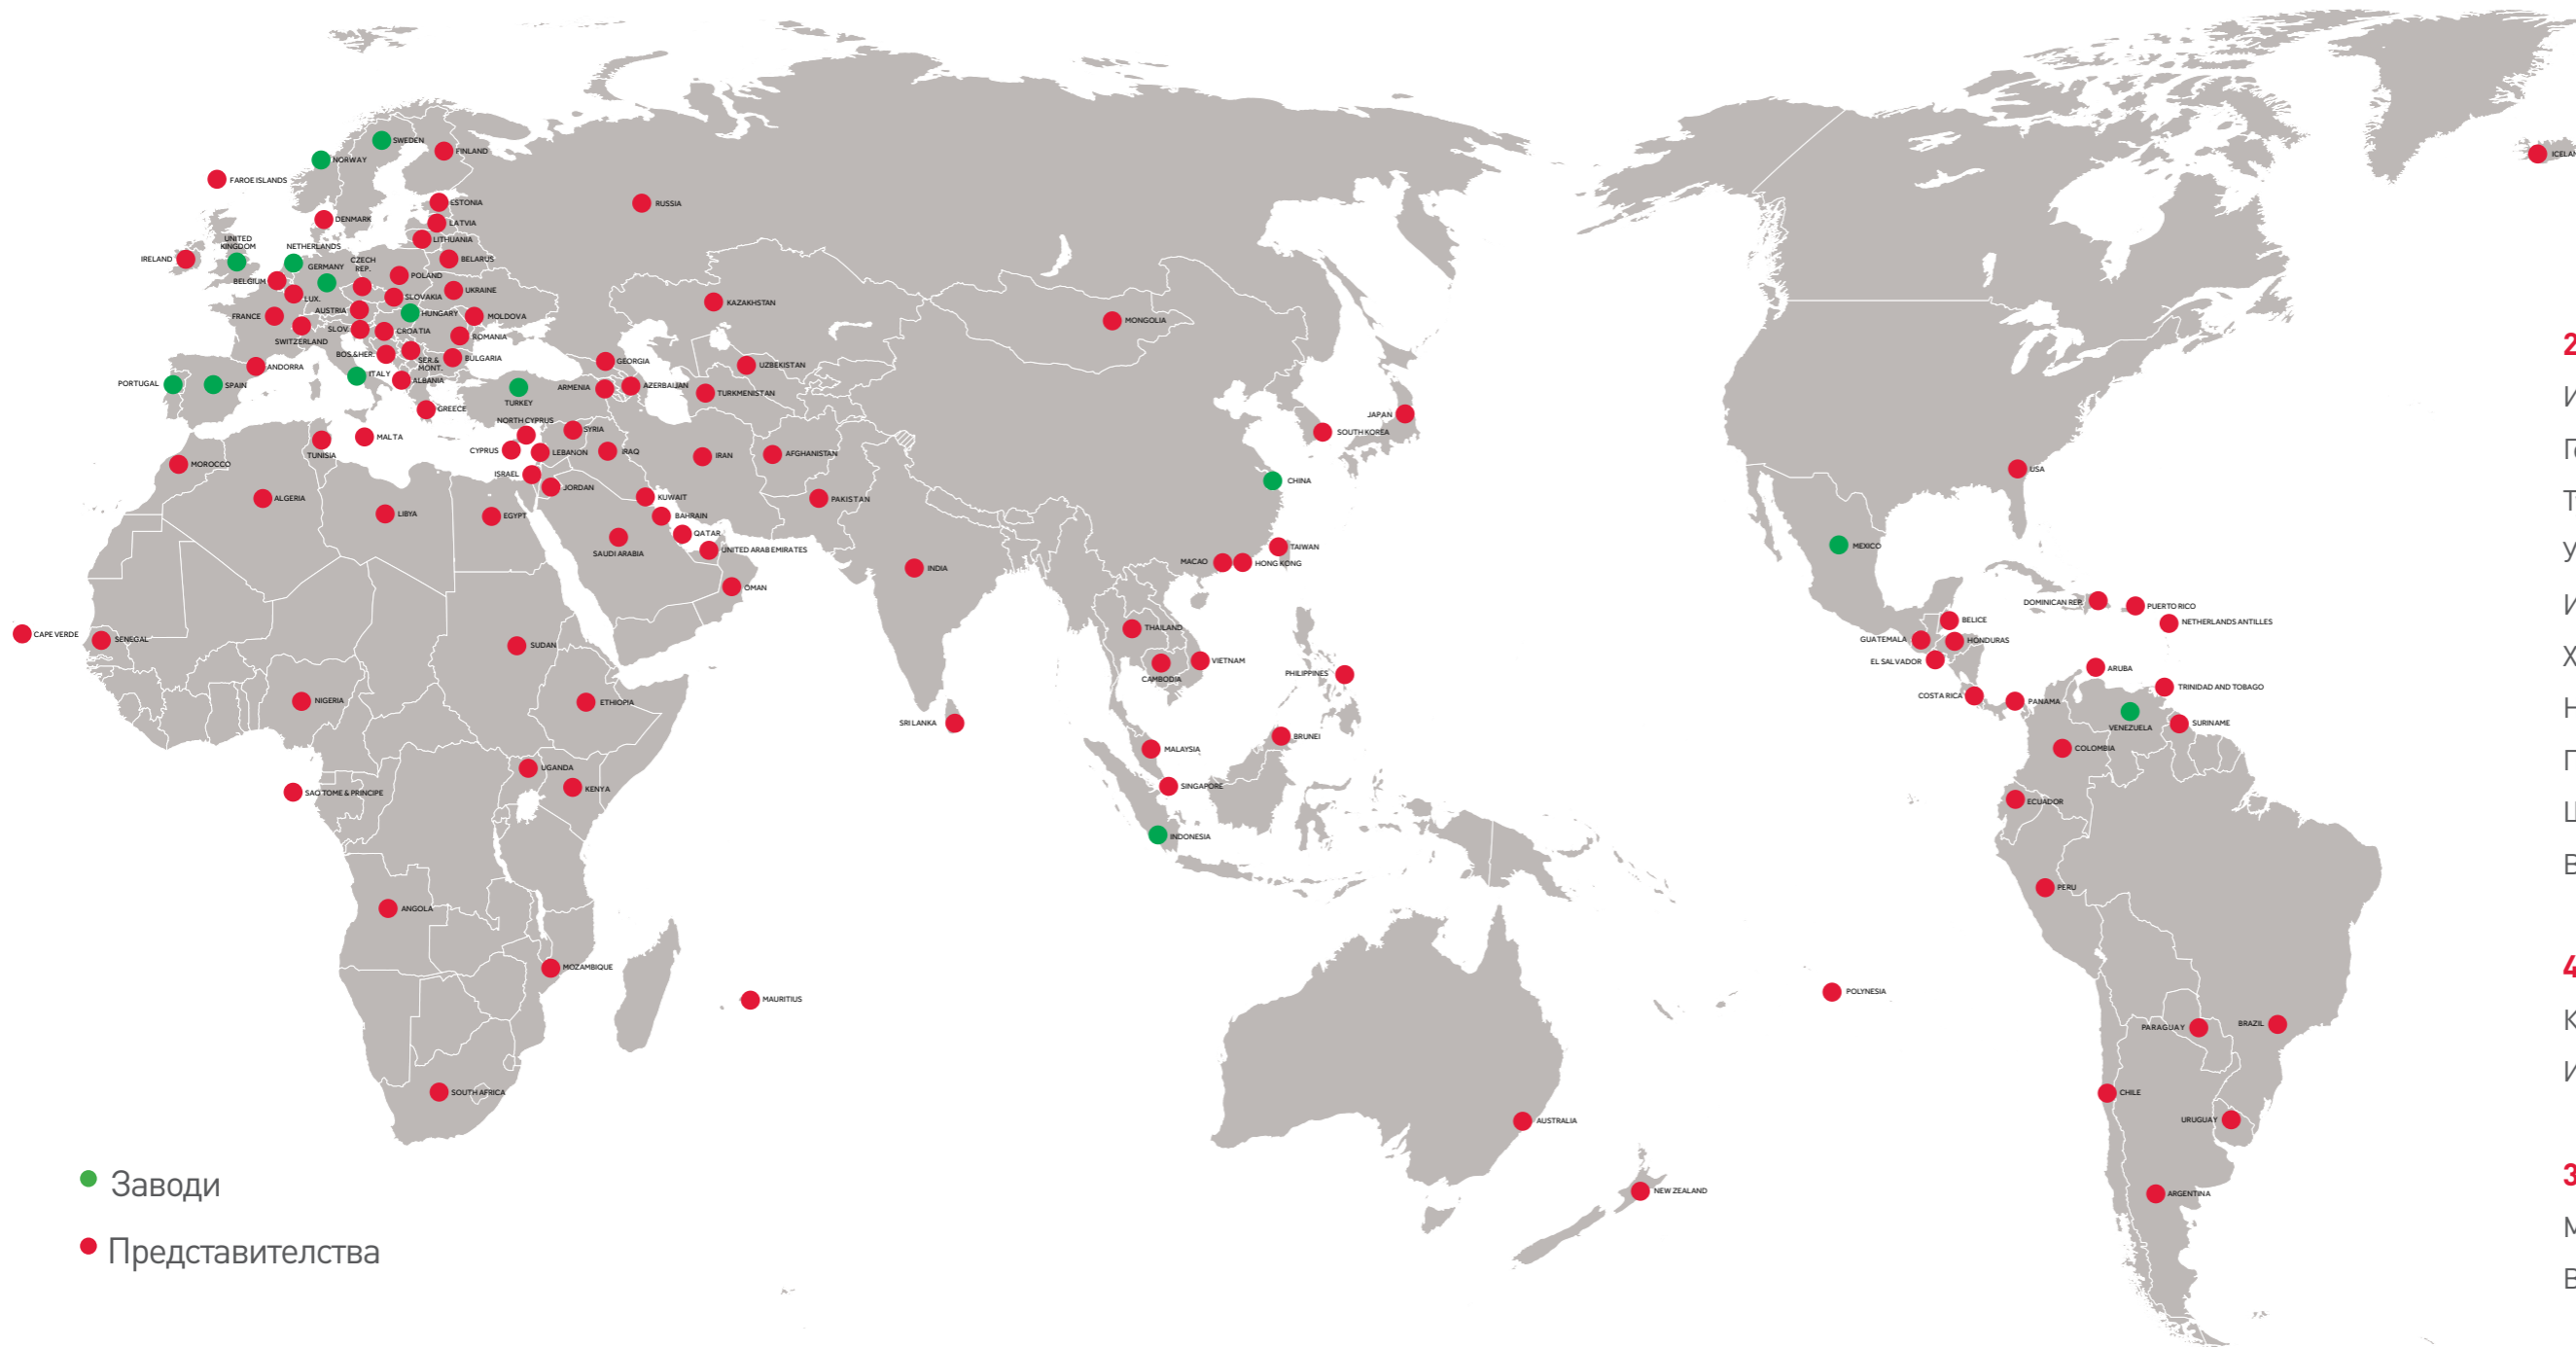 SWEDEN
NORWAY
FINLAND
FAROE ISLANDS
ESTONIA
RUSSIA
DENMARK
LATVIA
LITHUANIA
UNITED
KINGDOM
NETHERLANDS
IRELAND
CZECH
REP.
BELARUS
GERMANY
POLAND
BELGIUM
UKRAINE
LUX.
SLOVAKIA
AUSTRIA
HUNGARY
MOLDOVA
FRANCE
SLOV.
CROATIA
ROMANIA
SWITZERLAND
BOS.&HER.
SER.&
MONT.
BULGARIA
ANDORRA
ITALY
ALBANIA
PORTUGAL
SPAIN
GREECE
TURKEY
MALTA
GEORGIA
ARMENIA
AZERBAIJAN
KAZAKHSTAN
UZBEKISTAN
TURKMENISTAN
MONGOLIA
NORTH CYPRUS
CYPRUS
SYRIA
LEBANON
IRAQ
IRAN
AFGHANISTAN
ISRAEL
JORDAN
KUWAIT
PAKISTAN
BAHRAIN
QATAR
SAUDI ARABIA
UNITED ARAB EMIRATES
OMAN
INDIA
SRI LANKA
TUNISIA
MOROCCO
ALGERIA
LIBYA
EGYPT
CAPE VERDE
SENEGAL
SUDAN
NIGERIA
ETHIOPIA
UGANDA
KENYA
SAO TOME & PRINCIPE
ANGOLA
MOZAMBIQUE
MAURITIUS
SOUTH AFRICA
JAPAN
SOUTH KOREA
CHINA
TAIWAN
MACAO
HONG KONG
THAILAND
CAMBODIA
VIETNAM
PHILIPPINES
BRUNEI
MALAYSIA
SINGAPORE
INDONESIA
AUSTRALIA
NEW ZEALAND
POLYNESIA
USA
MEXICO
DOMINICAN REP.
PUERTO RICO
NETHERLANDS ANTILLES
BELICE
GUATEMALA
HONDURAS
EL SALVADOR
ARUBA
COSTA RICA
PANAMA
TRINIDAD AND TOBAGO
VENEZUELA
SURINAME
COLOMBIA
ECUADOR
PERU
PARAGUAY
BRAZIL
CHILE
URUGUAY
ARGENTINA
Заводи
Представителства